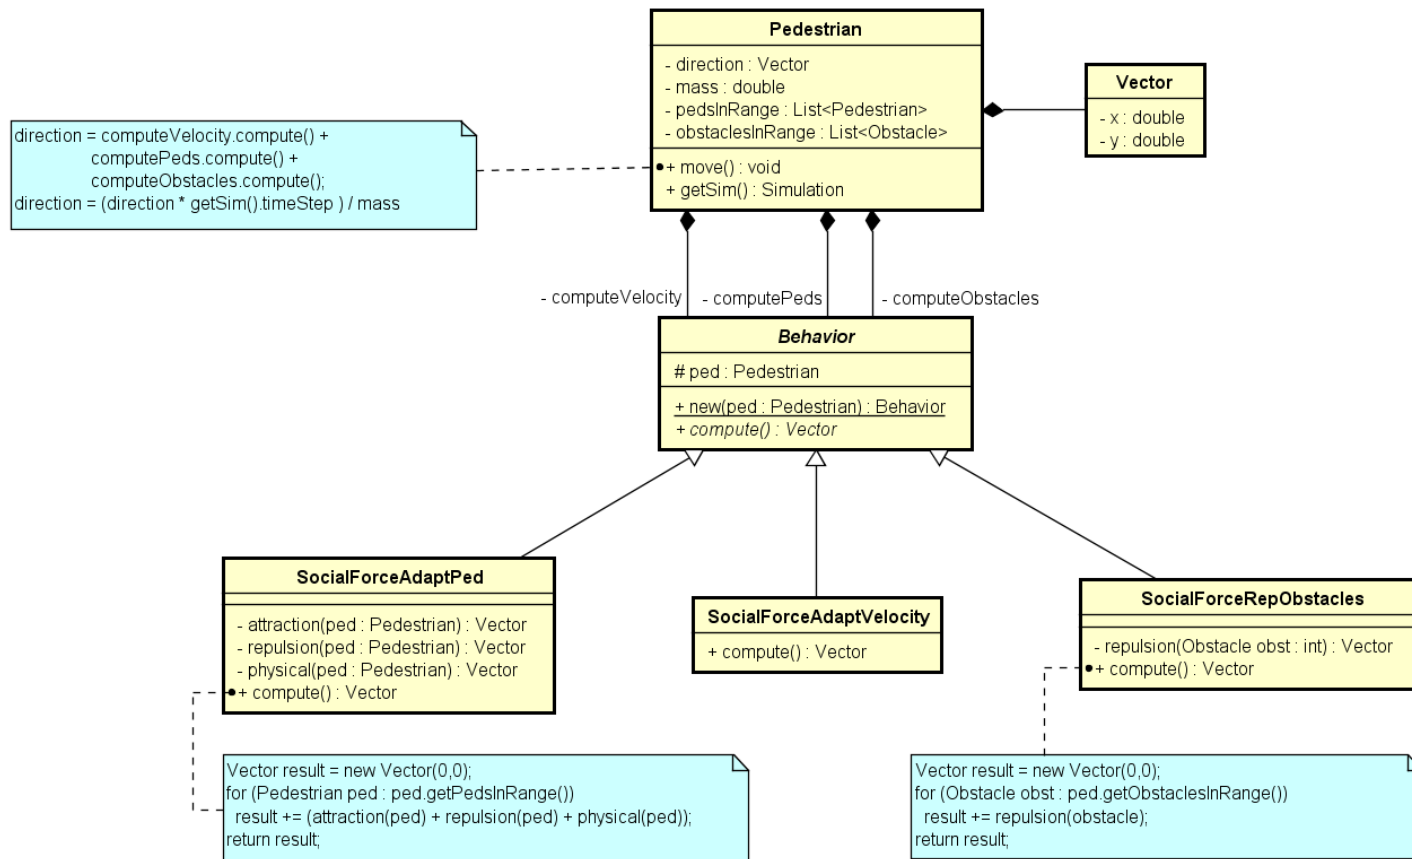 Pedestrian
- direction : Vector
- mass : double
- pedsInRange : List<Pedestrian>
- obstaclesInRange : List<Obstacle>
+ move() : void
+ getSim() : Simulation
Vector
- x : double
- y : double
direction = computeVelocity.compute() +
computePeds.compute() +
computeObstacles.compute();
direction = (direction * getSim().timeStep ) / mass
- computeVelocity
- computePeds
- computeObstacles
Behavior
# ped : Pedestrian
+ new(ped : Pedestrian) : Behavior
+ compute() : Vector
SocialForceAdaptPed
- attraction(ped : Pedestrian) : Vector
- repulsion(ped : Pedestrian) : Vector
- physical(ped : Pedestrian) : Vector
+ compute() : Vector
SocialForceAdaptVelocity
+ compute() : Vector
SocialForceRepObstacles
- repulsion(Obstacle obst : int) : Vector
+ compute() : Vector
Vector result = new Vector(0,0);
for (Pedestrian ped : ped.getPedsInRange())
result += (attraction(ped) + repulsion(ped) + physical(ped));
return result;
Vector result = new Vector(0,0);
for (Obstacle obst : ped.getObstaclesInRange())
result += repulsion(obstacle);
return result;